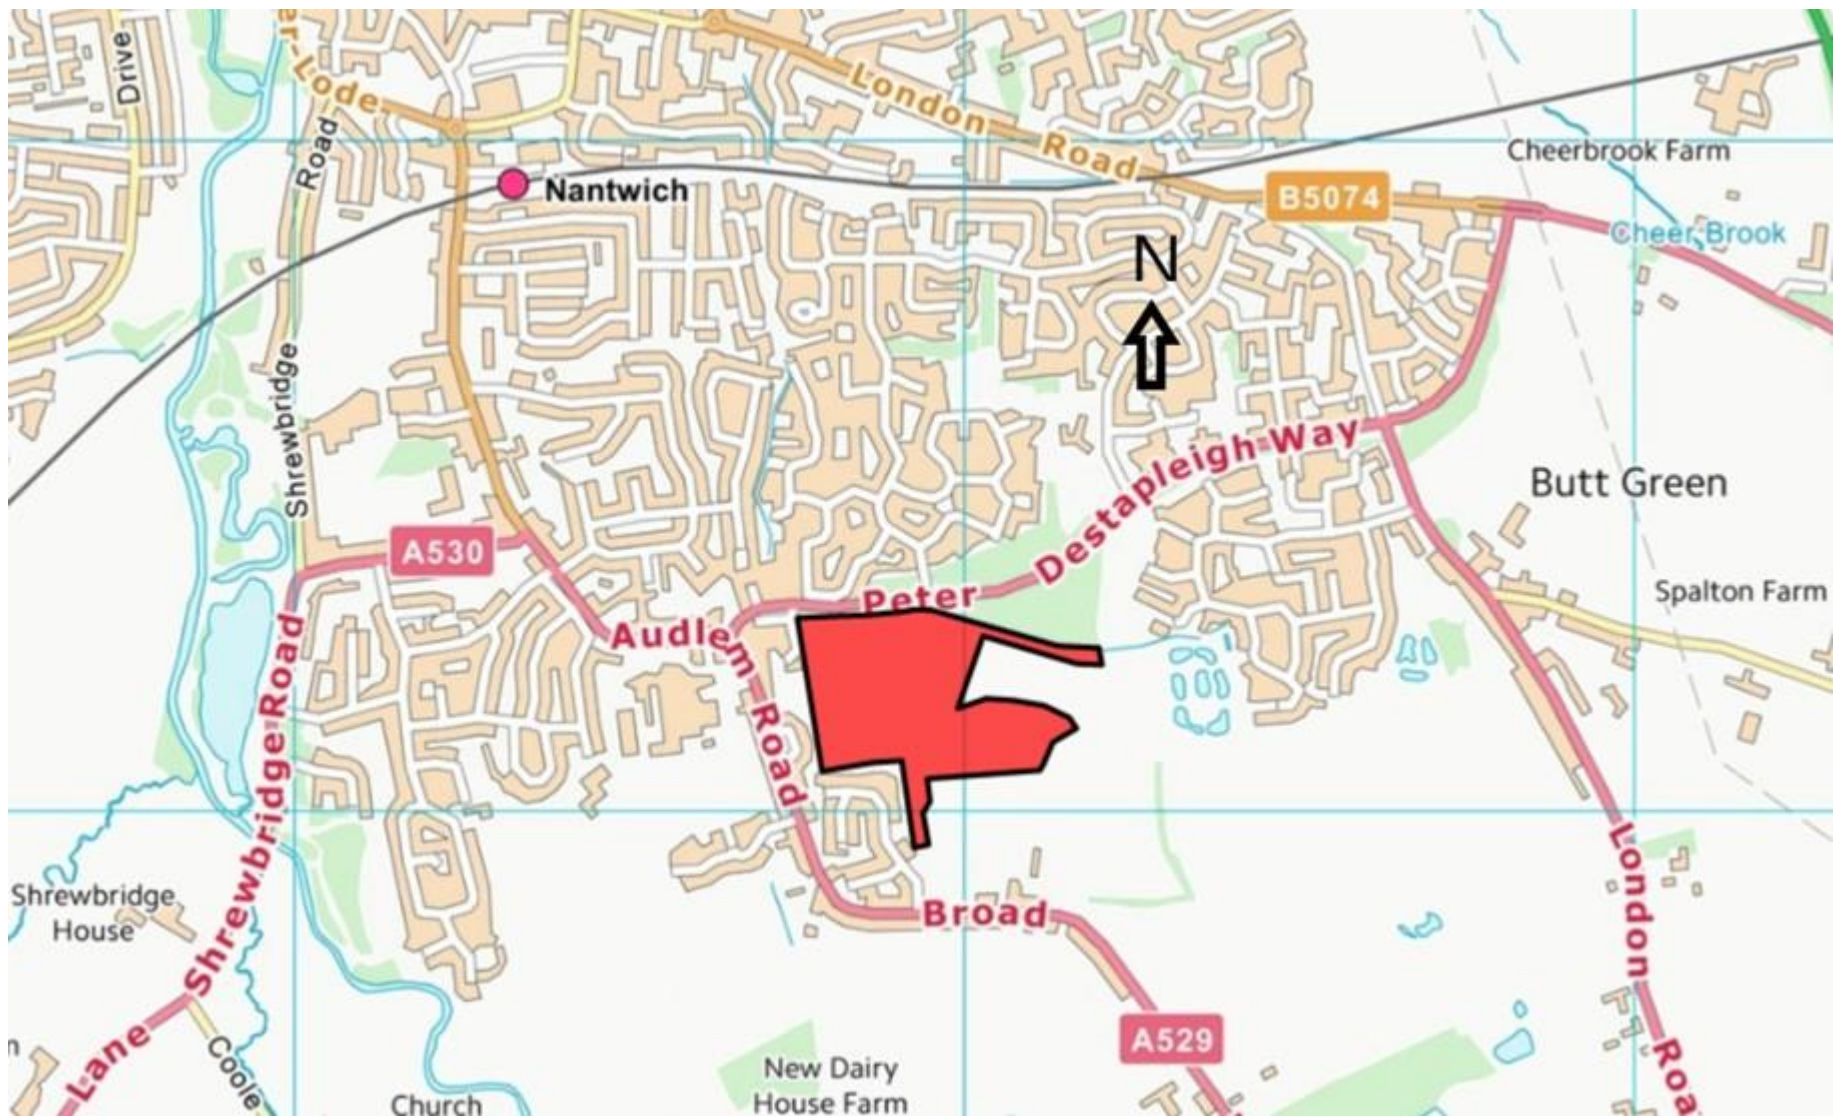 Drive
ar-Lode
Road
London Road
Nantwich
B5074
Cheerbrook Farm
Cheer Brook
N
Shrewbridge
Butt Green
A530
Peter Destapleigh Way
Spalton Farm
Audlem Road
Shrewbridge Road
London Road
Shrewbridge
House
Broad
Lane
Coole
A529
New Dairy
House Farm
Church